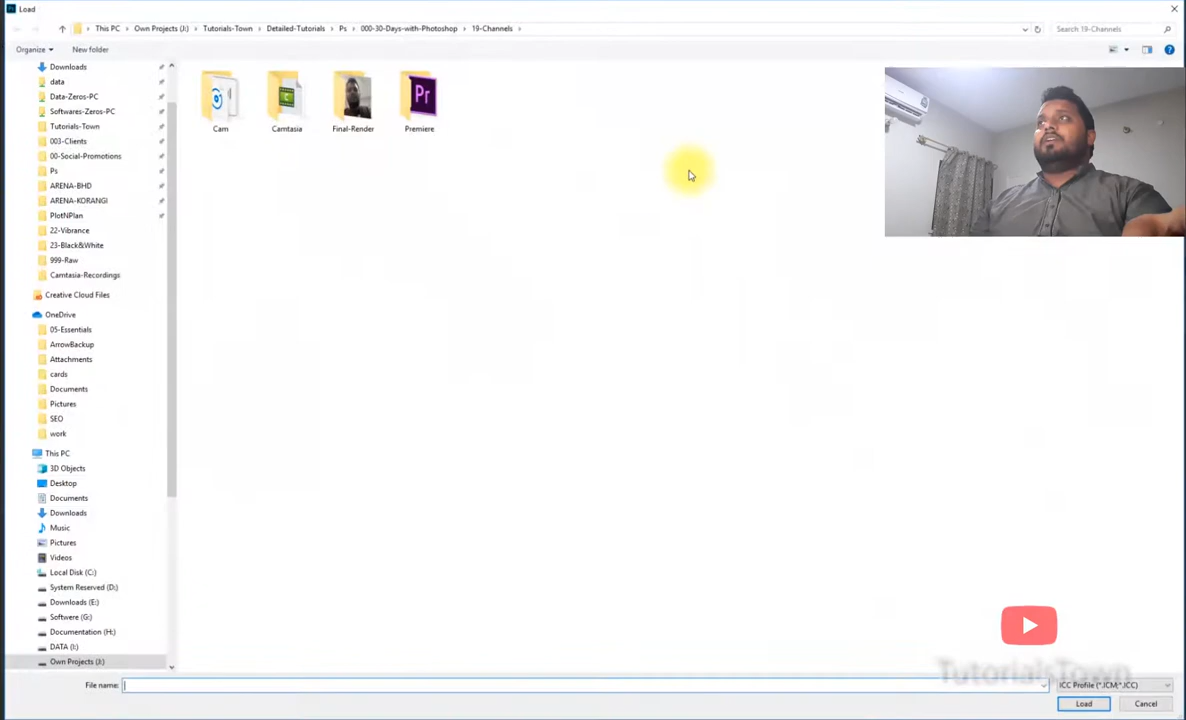 Load
This PC › Own Projects (J:) › Tutorials-Town › Detailed-Tutorials › Ps › 000-30-Days-with-Photoshop › 19-Channels ›
Search 19-Channels
Organize
New folder
Downloads
data
Data-Zeros-PC
Softwares-Zeros-PC
Tutorials-Town
003-Clients
00-Social-Promotions
Ps
ARENA-BHD
ARENA-KORANGI
PlotNPlan
22-Vibrance
23-Black&White
999-Raw
Camtasia-Recordings
Creative Cloud Files
OneDrive
05-Essentials
ArrowBackup
Attachments
cards
Documents
Pictures
SEO
work
This PC
3D Objects
Desktop
Documents
Downloads
Music
Pictures
Videos
Local Disk (C:)
System Reserved (D:)
Downloads (E:)
Softwere (G:)
Documentation (H:)
DATA (I:)
Own Projects (J:)
Pr
Cam
Camtasia
Final-Render
Premiere
TutorialsTown
File name:
ICC Profile (*.ICM;*.ICC)
Load
Cancel